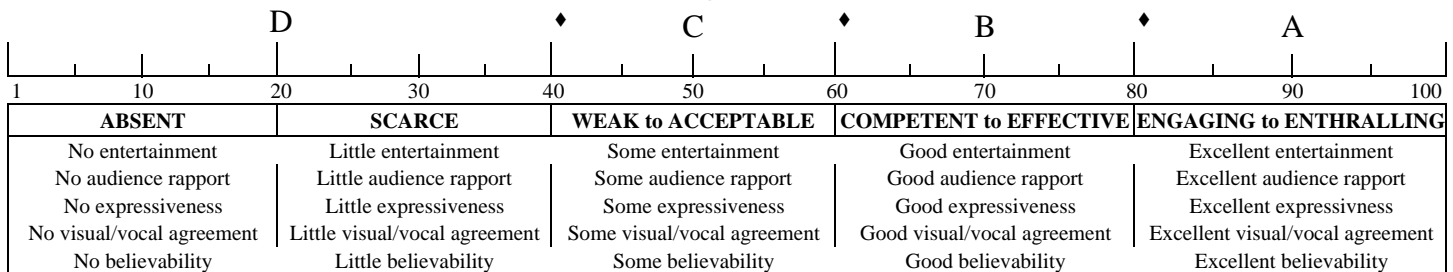 D ♦ C ♦ B ♦ A
1 10 20 30 40 50 60 70 80 90 100
ABSENT SCARCE WEAK to ACCEPTABLE COMPETENT to EFFECTIVE ENGAGING to ENTHRALLING
No entertainment Little entertainment Some entertainment Good entertainment Excellent entertainment
No audience rapport Little audience rapport Some audience rapport Good audience rapport Excellent audience rapport
No expressiveness Little expressiveness Some expressiveness Good expressiveness Excellent expressivness
No visual/vocal agreement Little visual/vocal agreement Some visual/vocal agreement Good visual/vocal agreement Excellent visual/vocal agreement
No believability Little believability Some believability Good believability Excellent believability